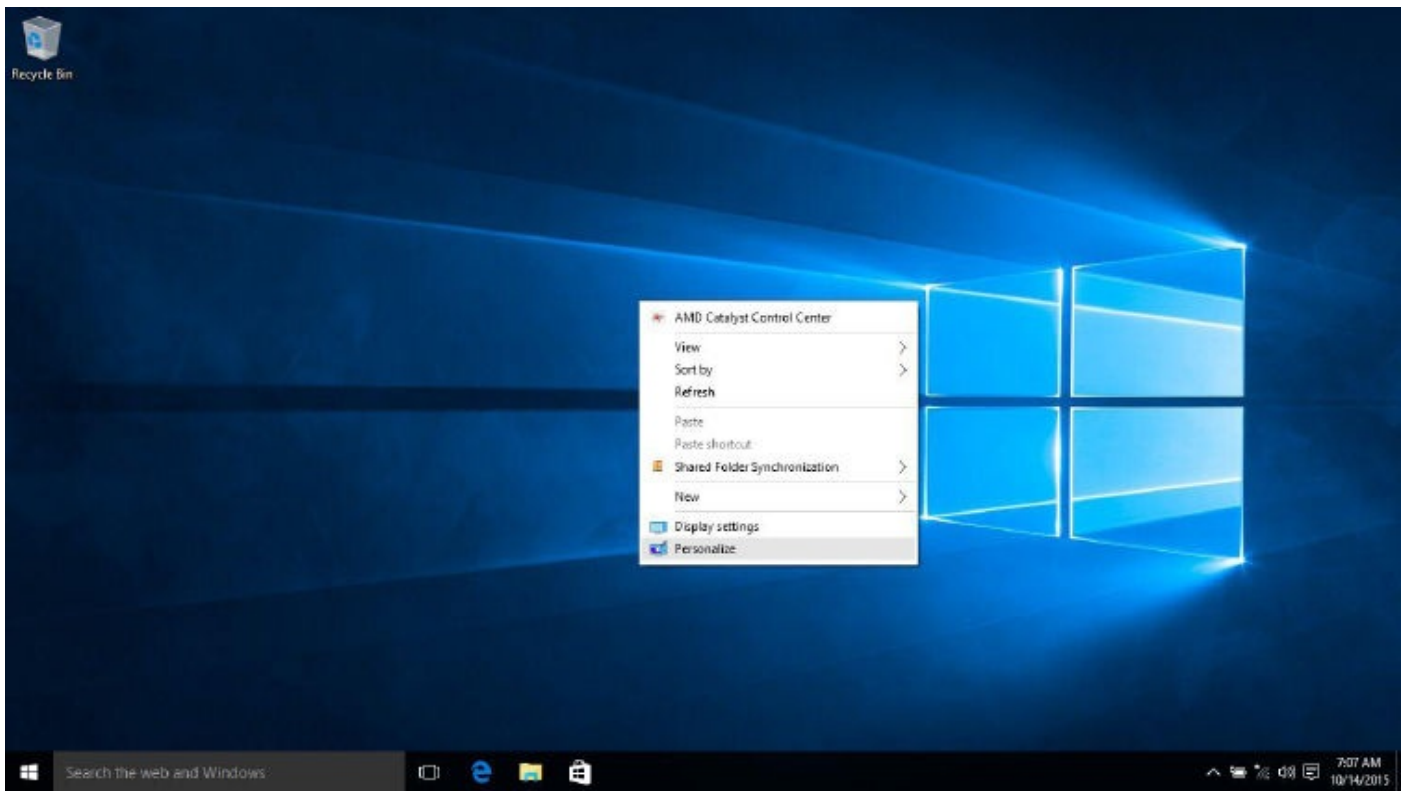 Recycle Bin
AMD Catalyst Control Center
View
Sort by
Refresh
Paste
Paste shortcut
Shared Folder Synchronization
New
Display settings
Personalize
Search the web and Windows
7:07 AM
10/14/2015